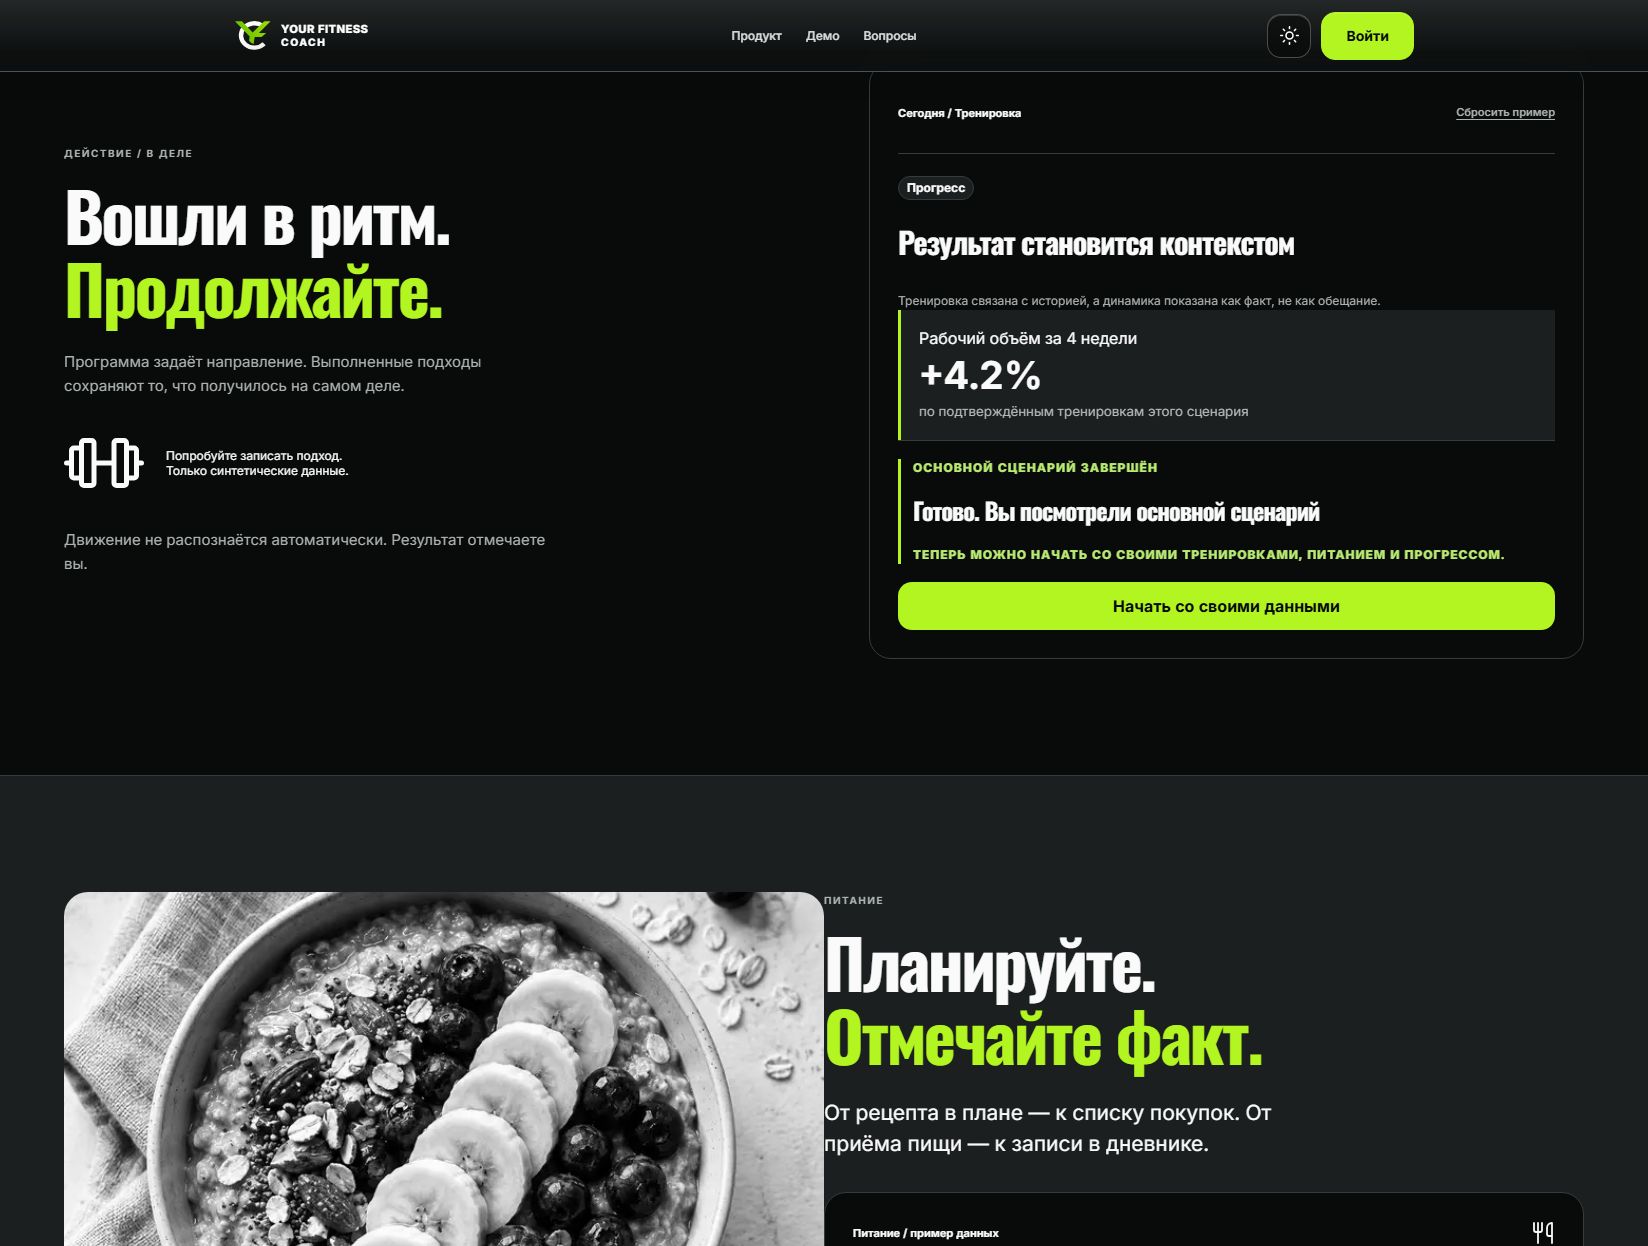 YOUR FITNESS
COACH
Продукт
Демо
Вопросы
Войти
ДЕЙСТВИЕ / В ДЕЛЕ
Вошли в ритм.
Продолжайте.
Программа задаёт направление. Выполненные подходы
сохраняют то, что получилось на самом деле.
Попробуйте записать подход.
Только синтетические данные.
Движение не распознаётся автоматически. Результат отмечаете
вы.
Сегодня / Тренировка
Сбросить пример
Прогресс
Результат становится контекстом
Тренировка связана с историей, а динамика показана как факт, не как обещание.
Рабочий объём за 4 недели
+4.2%
по подтверждённым тренировкам этого сценария
ОСНОВНОЙ СЦЕНАРИЙ ЗАВЕРШЁН
Готово. Вы посмотрели основной сценарий
ТЕПЕРЬ МОЖНО НАЧАТЬ СО СВОИМИ ТРЕНИРОВКАМИ, ПИТАНИЕМ И ПРОГРЕССОМ.
Начать со своими данными
ПИТАНИЕ
Планируйте.
Отмечайте факт.
От рецепта в плане — к списку покупок. От
приёма пищи — к записи в дневнике.
Питание / пример данных